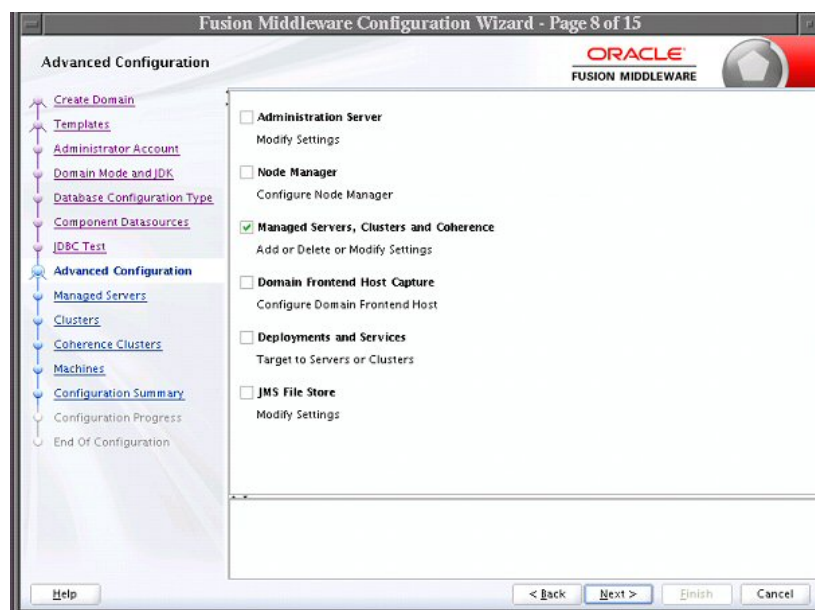 Fusion Middleware Configuration Wizard - Page 8 of 15
Advanced Configuration
ORACLE
FUSION MIDDLEWARE
Create Domain
Templates
Administrator Account
Domain Mode and JDK
Database Configuration Type
Component Datasources
JDBC Test
Advanced Configuration
Managed Servers
Clusters
Coherence Clusters
Machines
Configuration Summary
Configuration Progress
End Of Configuration
Administration Server
Modify Settings
Node Manager
Configure Node Manager
Managed Servers, Clusters and Coherence
Add or Delete or Modify Settings
Domain Frontend Host Capture
Configure Domain Frontend Host
Deployments and Services
Target to Servers or Clusters
JMS File Store
Modify Settings
Help
< Back
Next >
Finish
Cancel